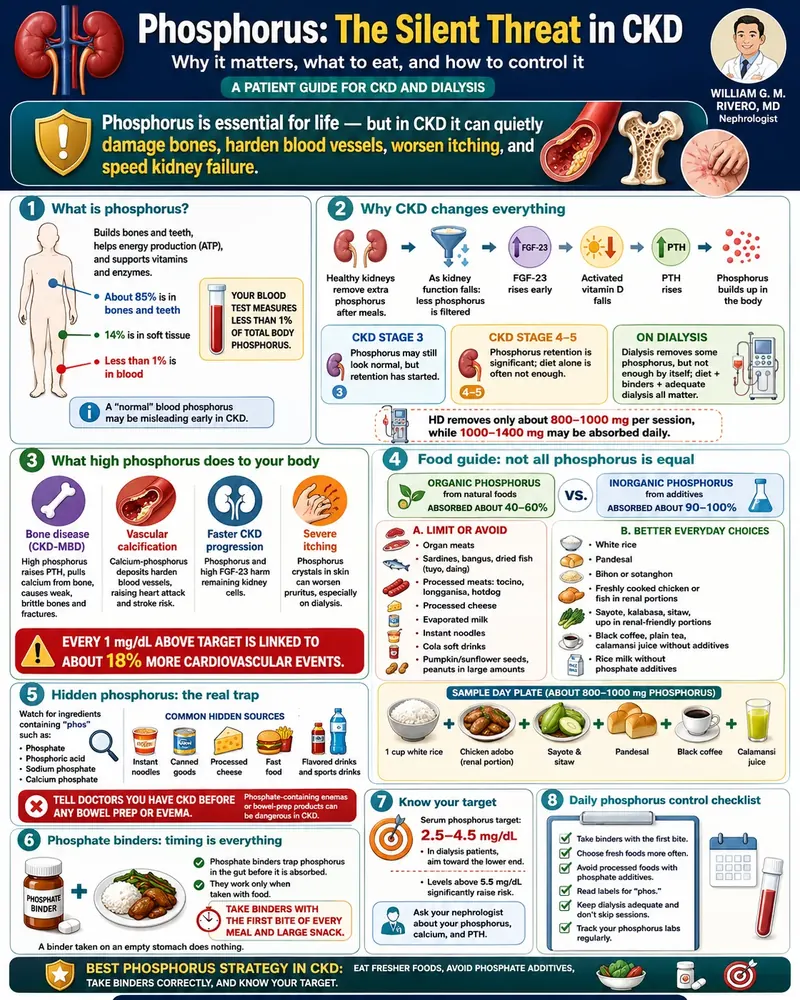 Phosphorus: The Silent Threat in CKD
Why it matters, what to eat, and how to control it
A PATIENT GUIDE FOR CKD AND DIALYSIS
WILLIAM G. M.
RIVERO, MD
Nephrologist
Phosphorus is essential for life — but in CKD it can quietly
damage bones, harden blood vessels, worsen itching, and
speed kidney failure.
1 What is phosphorus?
Builds bones and teeth,
helps energy production (ATP),
and supports vitamins
and enzymes.
About 85% is in
bones and teeth
14% is in soft tissue
Less than 1% is
in blood
YOUR BLOOD
TEST MEASURES
LESS THAN 1%
OF TOTAL BODY
PHOSPHORUS.
i
A "normal" blood phosphorus
may be misleading early in CKD.
2 Why CKD changes everything
Healthy kidneys
remove extra
phosphorus
after meals.
As kidney
function falls:
less phosphorus
is filtered
FGF-23
FGF-23
rises early
Activated
vitamin D
falls
PTH
PTH
rises
Phosphorus
builds up in
the body
CKD STAGE 3
Phosphorus may still
look normal, but
retention has started.
3
CKD STAGE 4–5
Phosphorus retention is
significant; diet alone is
often not enough.
4–5
ON DIALYSIS
Dialysis removes some
phosphorus, but not
enough by itself; diet +
binders + adequate
dialysis all matter.
HD removes only about 800–1000 mg per session,
while 1000–1400 mg may be absorbed daily.
3 What high phosphorus does to your body
Bone disease
(CKD-MBD)
High phosphorus
raises PTH, pulls
calcium from bone,
causes weak,
brittle bones and
fractures.
Vascular
calcification
Calcium-phosphorus
deposits harden
blood vessels,
raising heart attack
and stroke risk.
Faster CKD
progression
Phosphorus and
high FGF-23 harm
remaining kidney
cells.
Severe
itching
Phosphorus
crystals in skin can
worsen pruritus,
especially on
dialysis.
EVERY 1 mg/dL ABOVE TARGET IS LINKED TO
ABOUT 18% MORE CARDIOVASCULAR EVENTS.
4 Food guide: not all phosphorus is equal
ORGANIC PHOSPHORUS
from natural foods
ABSORBED ABOUT 40–60%
VS.
INORGANIC PHOSPHORUS
from additives
ABSORBED ABOUT 90–100%
A. LIMIT OR AVOID
• Organ meats
• Sardines, bangus, dried fish
(tuyo, daing)
• Processed meats: tocino,
longganisa, hotdog
• Processed cheese
• Evaporated milk
• Instant noodles
• Cola soft drinks
• Pumpkin/sunflower seeds,
peanuts in large amounts
B. BETTER EVERYDAY CHOICES
• White rice
• Pandesal
• Bihon or sotanghon
• Freshly cooked chicken or
fish in renal portions
• Sayote, kalabasa, sitaw,
upo in renal-friendly portions
• Black coffee, plain tea,
calamansi juice without additives
• Rice milk without
phosphate additives
SAMPLE DAY PLATE (ABOUT 800–1000 mg PHOSPHORUS)
1 cup white rice
Chicken adobo
(renal portion)
Sayote &
sitaw
Pandesal
Black coffee
Calamansi
juice
5 Hidden phosphorus: the real trap
Watch for ingredients
containing "phos"
such as:
• Phosphate
• Phosphoric acid
• Sodium phosphate
• Calcium phosphate
COMMON HIDDEN SOURCES
Instant
noodles
Canned
goods
Processed
cheese
Fast
food
Flavored drinks
and sports drinks
TELL DOCTORS YOU HAVE CKD BEFORE
ANY BOWEL PREP OR EVEMA.
Phosphate-containing enemas
or bowel-prep products can
be dangerous in CKD.
6 Phosphate binders: timing is everything
PHOSPHATE
BINDER
Phosphate binders trap phosphorus
in the gut before it is absorbed.
They work only when
taken with food.
TAKE BINDERS WITH
THE FIRST BITE OF EVERY
MEAL AND LARGE SNACK.
A binder taken on an empty stomach does nothing.
7 Know your target
Serum phosphorus target:
2.5–4.5 mg/dL
• In dialysis patients,
aim toward the lower end.
• Levels above 5.5 mg/dL
significantly raise risk.
Ask your nephrologist
about your phosphorus,
calcium, and PTH.
8 Daily phosphorus control checklist
Take binders with the first bite.
Choose fresh foods more often.
Avoid processed foods with
phosphate additives.
Read labels for "phos."
Keep dialysis adequate and
don't skip sessions.
Track your phosphorus labs
regularly.
BEST PHOSPHORUS STRATEGY IN CKD: EAT FRESHER FOODS, AVOID PHOSPHATE ADDITIVES,
TAKE BINDERS CORRECTLY, AND KNOW YOUR TARGET.